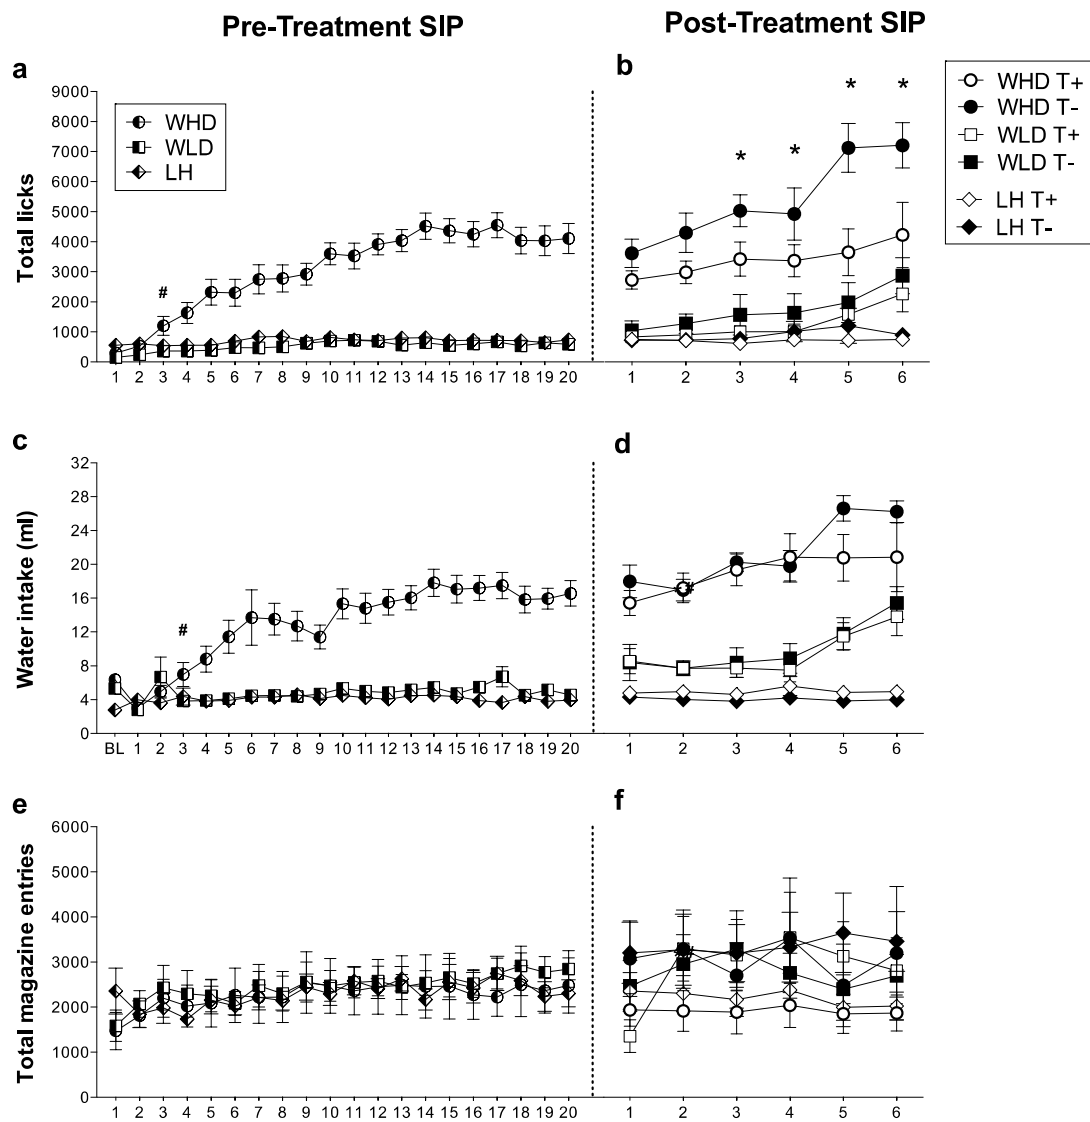 Pre-Treatment SIP
Post-Treatment SIP
a
9000
8000
7000
6000
5000
4000
3000
2000
1000
0
Total licks
WHD
WLD
LH
#
1 2 3 4 5 6 7 8 9 10 11 12 13 14 15 16 17 18 19 20
b
* * * *
1 2 3 4 5 6
WHD T+
WHD T-
WLD T+
WLD T-
LH T+
LH T-
c
32
28
24
20
16
12
8
4
0
Water intake (ml)
#
BL 1 2 3 4 5 6 7 8 9 10 11 12 13 14 15 16 17 18 19 20
d
#
1 2 3 4 5 6
e
6000
5000
4000
3000
2000
1000
0
Total magazine entries
1 2 3 4 5 6 7 8 9 10 11 12 13 14 15 16 17 18 19 20
f
1 2 3 4 5 6